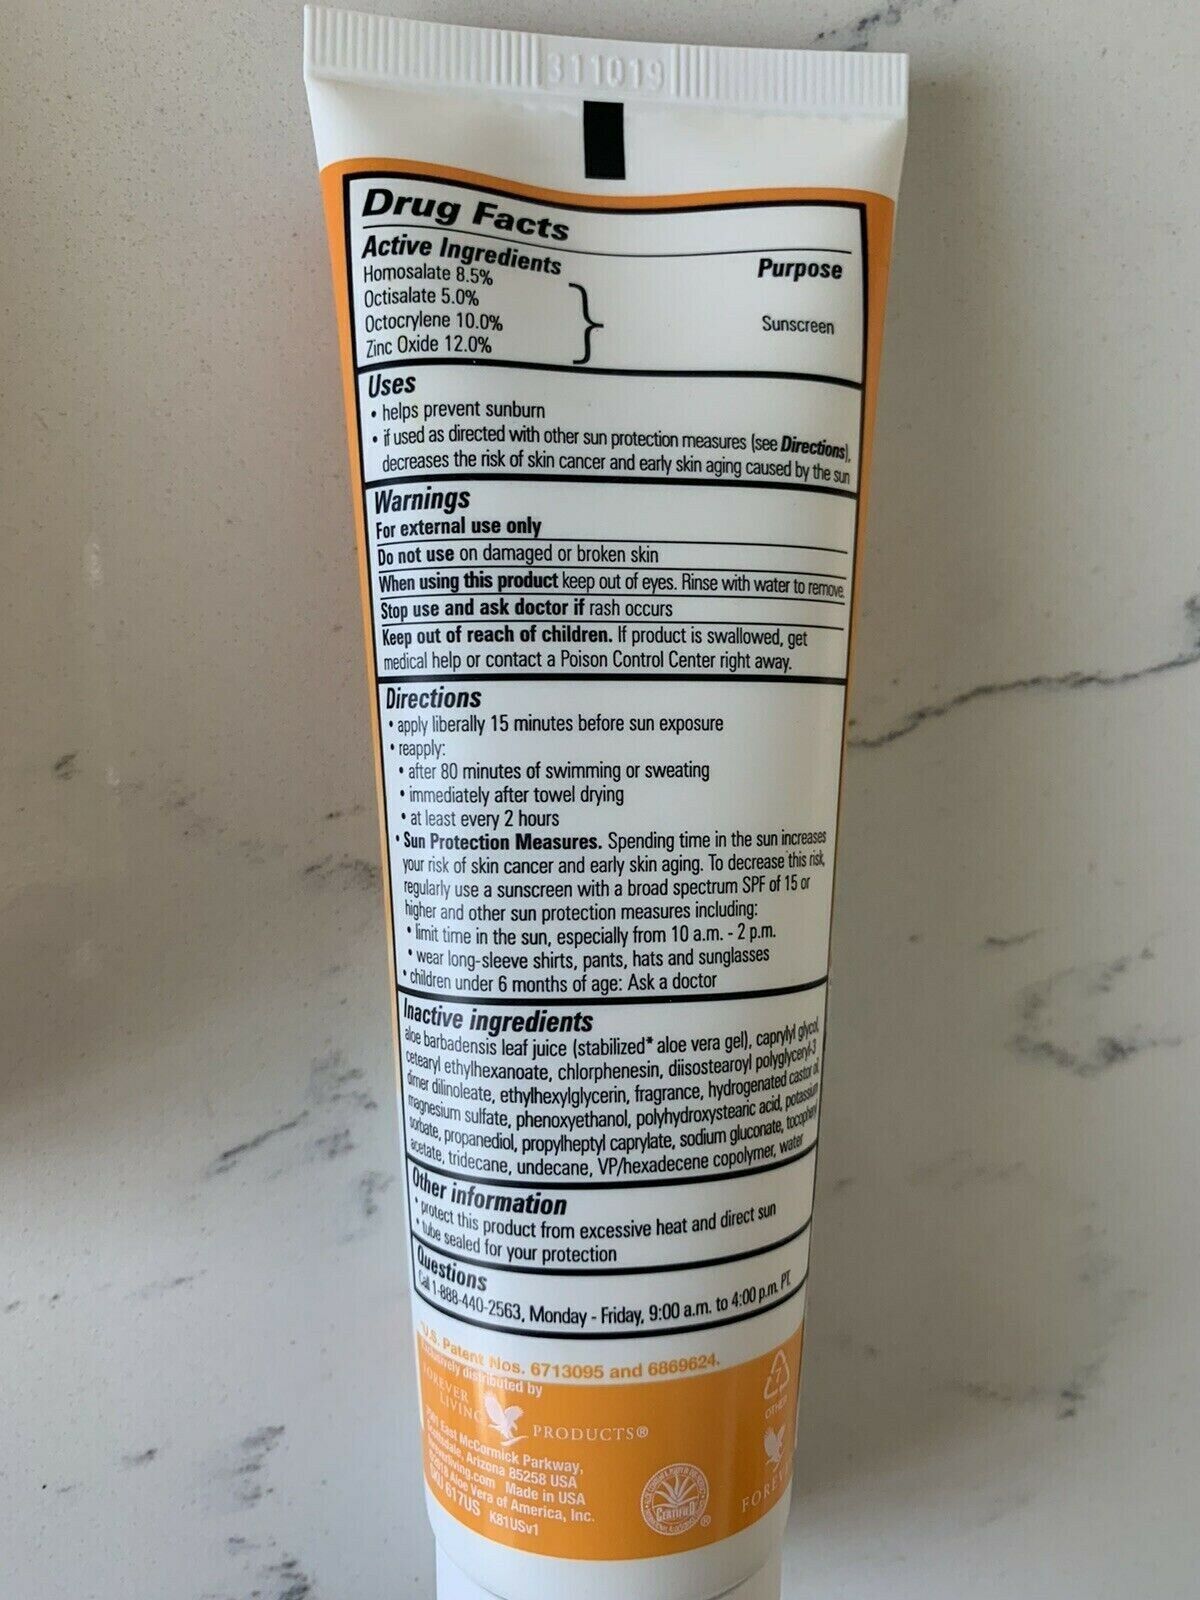 311019
Drug Facts
Active Ingredients
Purpose
Homosalate 8.5%
Octisalate 5.0%
Octocrylene 10.0%
Sunscreen
Zinc Oxide 12.0%
Uses
• helps prevent sunburn
• if used as directed with other sun protection measures (see Directions),
decreases the risk of skin cancer and early skin aging caused by the sun
Warnings
For external use only
Do not use on damaged or broken skin
When using this product keep out of eyes. Rinse with water to remove.
Stop use and ask doctor if rash occurs
Keep out of reach of children. If product is swallowed, get
medical help or contact a Poison Control Center right away.
Directions
• apply liberally 15 minutes before sun exposure
• reapply:
• after 80 minutes of swimming or sweating
• immediately after towel drying
• at least every 2 hours
• Sun Protection Measures. Spending time in the sun increases
your risk of skin cancer and early skin aging. To decrease this risk,
regularly use a sunscreen with a broad spectrum SPF of 15 or
higher and other sun protection measures including:
• limit time in the sun, especially from 10 a.m. - 2 p.m.
• wear long-sleeve shirts, pants, hats and sunglasses
• children under 6 months of age: Ask a doctor
Inactive ingredients
aloe barbadensis leaf juice (stabilized* aloe vera gel), caprylyl glycol,
cetearyl ethylhexanoate, chlorphenesin, diisostearoyl polyglyceryl-3
dimer dilinoleate, ethylhexylglycerin, fragrance, hydrogenated castor oil,
magnesium sulfate, phenoxyethanol, polyhydroxystearic acid, potassium
sorbate, propanediol, propylheptyl caprylate, sodium gluconate, tocopheryl
acetate, tridecane, undecane, VP/hexadecene copolymer, water
Other information
• protect this product from excessive heat and direct sun
• tube sealed for your protection
Questions
Call 1-888-440-2563, Monday - Friday, 9:00 a.m. to 4:00 p.m. PT.
*U.S. Patent Nos. 6713095 and 6869624.
Exclusively distributed by
FOREVER
LIVING
PRODUCTS®
7501 East McCormick Parkway,
Scottsdale, Arizona 85258 USA
foreverliving.com Made in USA
©2018 Aloe Vera of America, Inc.
SKU 617US K81USv1
7
OTHER
CERTIFIED
®